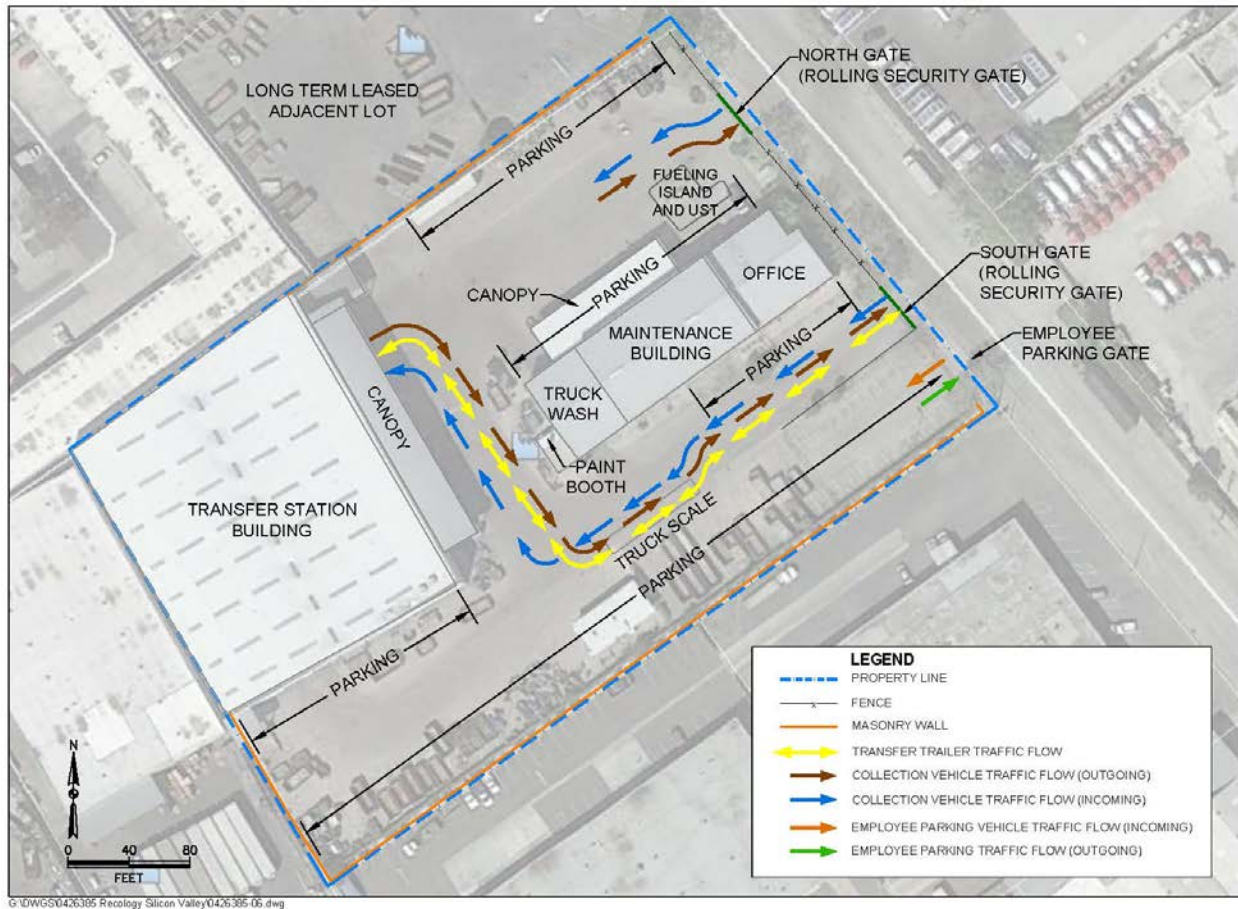 LONG TERM LEASED
ADJACENT LOT
NORTH GATE
(ROLLING SECURITY GATE)
PARKING
FUELING
ISLAND
AND UST
PARKING
OFFICE
SOUTH GATE
(ROLLING
SECURITY GATE)
CANOPY
MAINTENANCE
BUILDING
EMPLOYEE
PARKING GATE
PARKING
CANOPY
TRUCK
WASH
PAINT
BOOTH
TRANSFER STATION
BUILDING
TRUCK SCALE
PARKING
PARKING
LEGEND
PROPERTY LINE
x
FENCE
MASONRY WALL
TRANSFER TRAILER TRAFFIC FLOW
COLLECTION VEHICLE TRAFFIC FLOW (OUTGOING)
COLLECTION VEHICLE TRAFFIC FLOW (INCOMING)
EMPLOYEE PARKING VEHICLE TRAFFIC FLOW (INCOMING)
EMPLOYEE PARKING TRAFFIC FLOW (OUTGOING)
N
0 40 80
FEET
G:\DWGS\0426385 Recology Silicon Valley\0426385-06.dwg